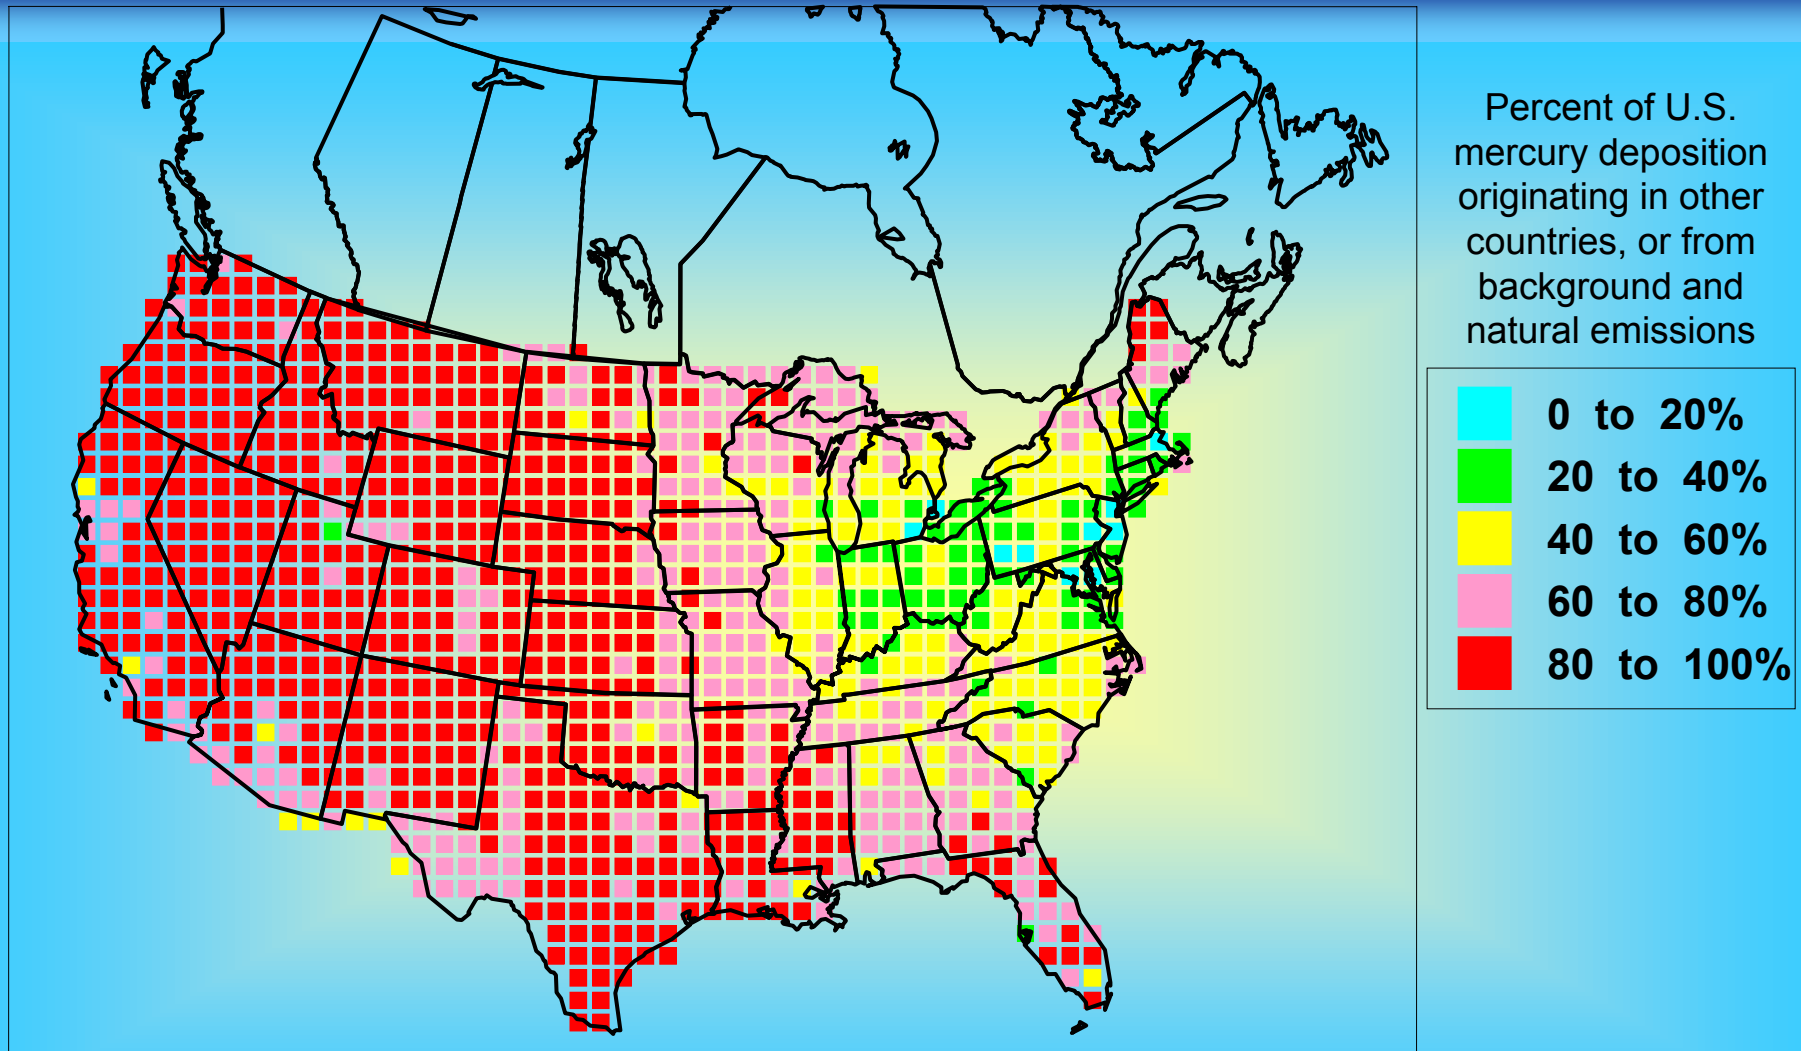 Percent of U.S.
mercury deposition
originating in other
countries, or from
background and
natural emissions
0 to 20%
20 to 40%
40 to 60%
60 to 80%
80 to 100%